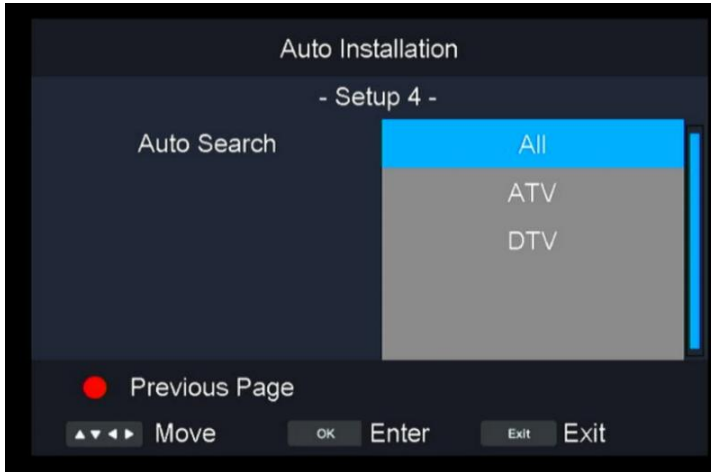 Auto Installation
- Setup 4 -
Auto Search
All
ATV
DTV
Previous Page
▲▼◄► Move OK Enter Exit Exit